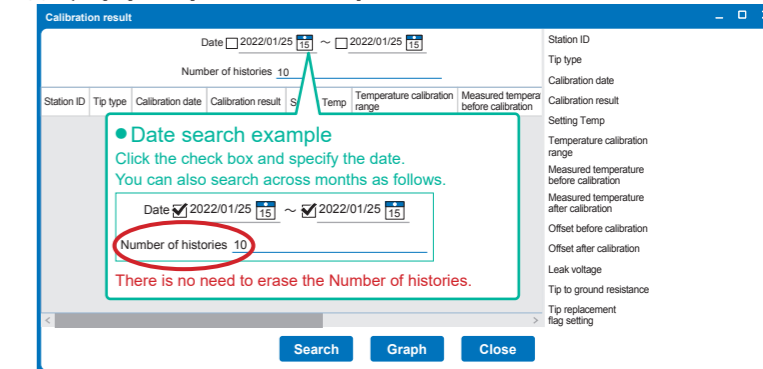 Calibration result
Date 2022/01/25 15 ～ 2022/01/25 15
Number of histories 10
Station ID Tip type Calibration date Calibration result S Temp Temperature calibration range Measured tempera before calibration
● Date search example
Click the check box and specify the date.
You can also search across months as follows.
Date 2022/01/25 15 ～ 2022/01/25 15
Number of histories 10
There is no need to erase the Number of histories.
< >
Search Graph Close
Station ID
Tip type
Calibration date
Calibration result
Setting Temp
Temperature calibration
range
Measured temperature
before calibration
Measured temperature
after calibration
Offset before calibration
Offset after calibration
Leak voltage
Tip to ground resistance
Tip replacement
flag setting